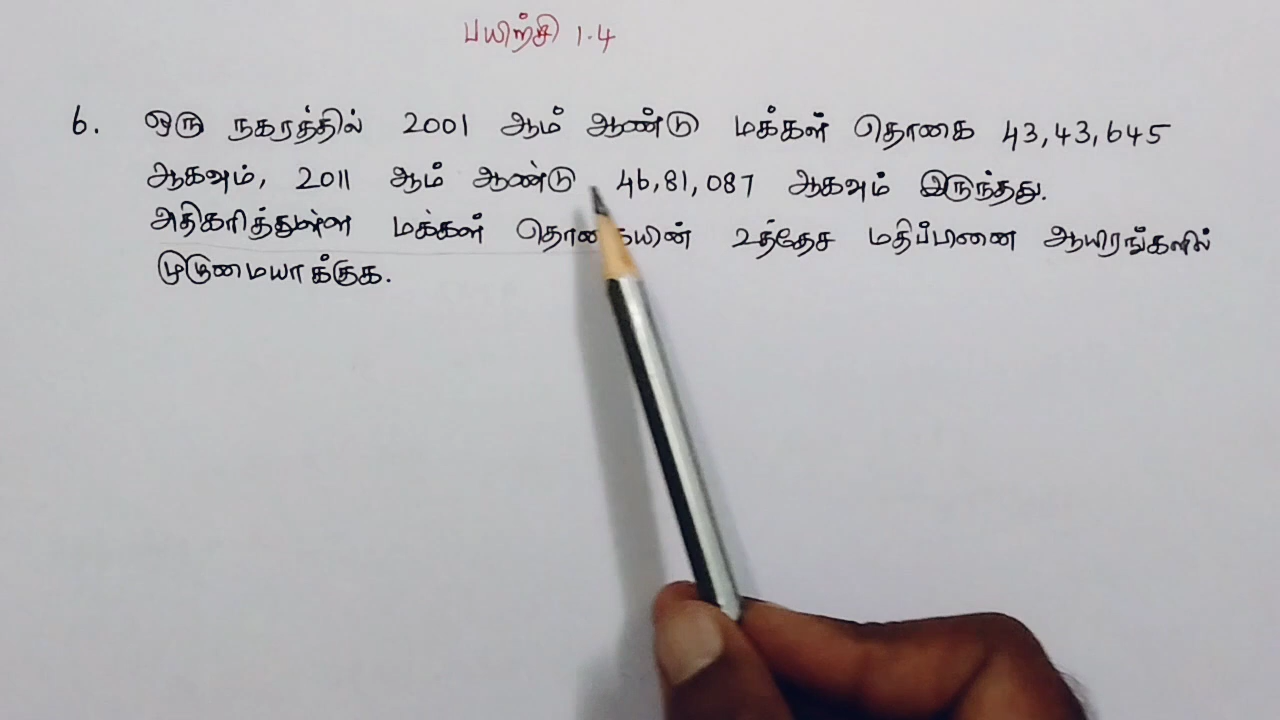 பயிற்சி 1.4
6. ஒரு நகரத்தில் 2001 ஆம் ஆண்டு மக்கள் தொகை 43,43,645
ஆகவும், 2011 ஆம் ஆண்டு 46,81,087 ஆகவும் இருந்தது.
அதிகரித்துள்ள மக்கள் தொகையின் உத்தேச மதிப்பினை ஆயிரங்களில்
முழுமையாக்குக.